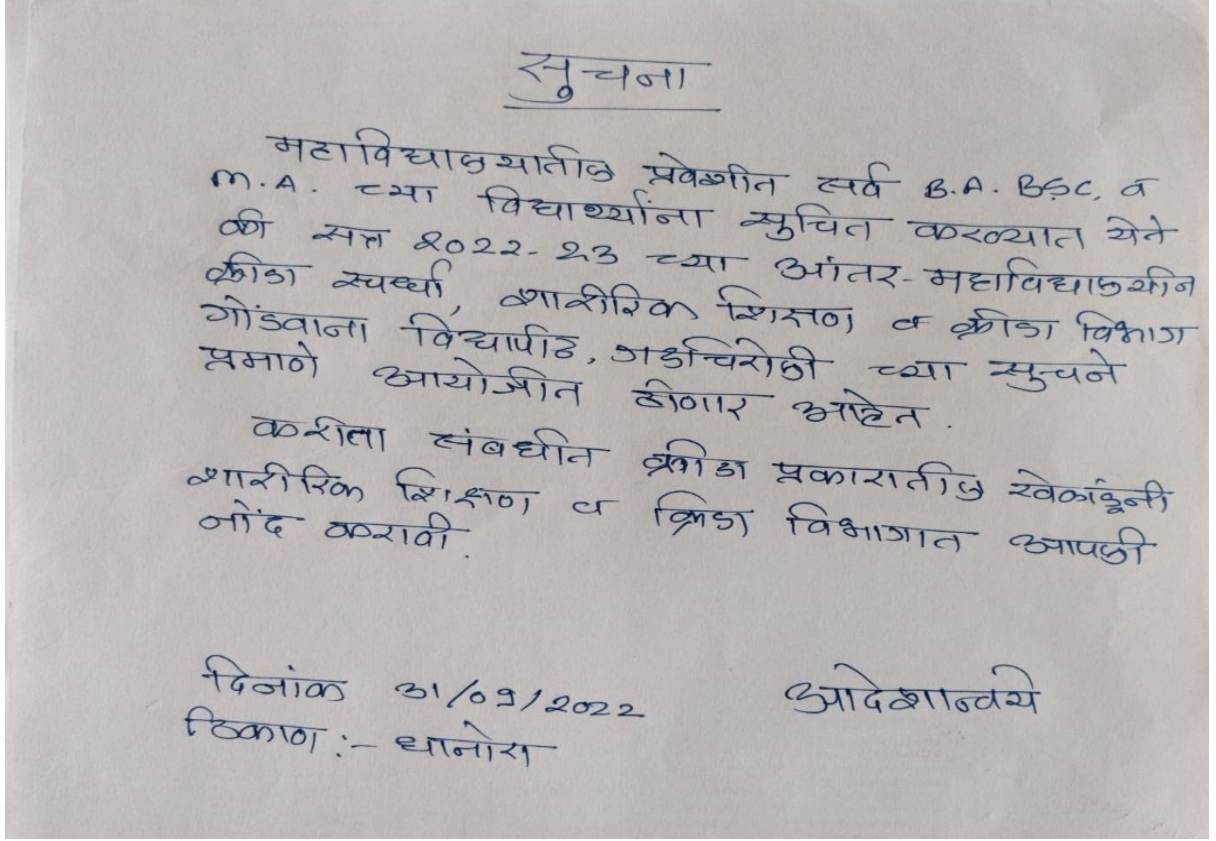 सुचना
महाविद्यालयातील प्रवेशीत सर्व B.A. BSC, व
M.A. च्या विद्यार्थ्यांना सुचित करण्यात येते
की सत्र 2022-23 च्या आंतर-महाविद्यालयीन
क्रीडा स्पर्धा, शारीरिक शिक्षण व क्रीडा विभाग
गोंडवाना विद्यापीठ, गडचिरोली च्या सुचने
प्रमाणे आयोजीत होणार आहेत.
करीता संबधीत क्रीडा प्रकारातील खेळांडूनी
शारीरिक शिक्षण व क्रिडा विभागात आपली
नोंद करावी.
दिनांक 31/09/2022 आदेशान्वये
ठिकाण :- धानोरा